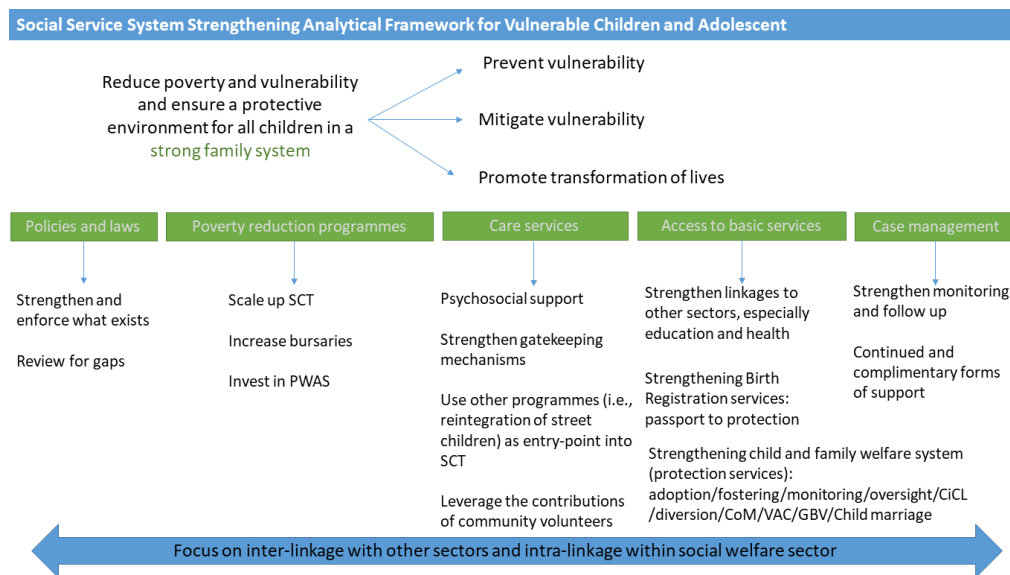 Social Service System Strengthening Analytical Framework for Vulnerable Children and Adolescent
Reduce poverty and vulnerability
and ensure a protective
environment for all children in a
strong family system
Prevent vulnerability
Mitigate vulnerability
Promote transformation of lives
Policies and laws
Strengthen and
enforce what exists
Review for gaps
Poverty reduction programmes
Scale up SCT
Increase bursaries
Invest in PWAS
Care services
Psychosocial support
Strengthen gatekeeping
mechanisms
Use other programmes (i.e.,
reintegration of street
children) as entry-point into
SCT
Leverage the contributions
of community volunteers
Access to basic services
Strengthen linkages to
other sectors, especially
education and health
Strengthening Birth
Registration services:
passport to protection
Strengthening child and family welfare system
(protection services):
adoption/fostering/monitoring/oversight/CiCL
/diversion/CoM/VAC/GBV/Child marriage
Case management
Strengthen monitoring
and follow up
Continued and
complimentary forms
of support
Focus on inter-linkage with other sectors and intra-linkage within social welfare sector